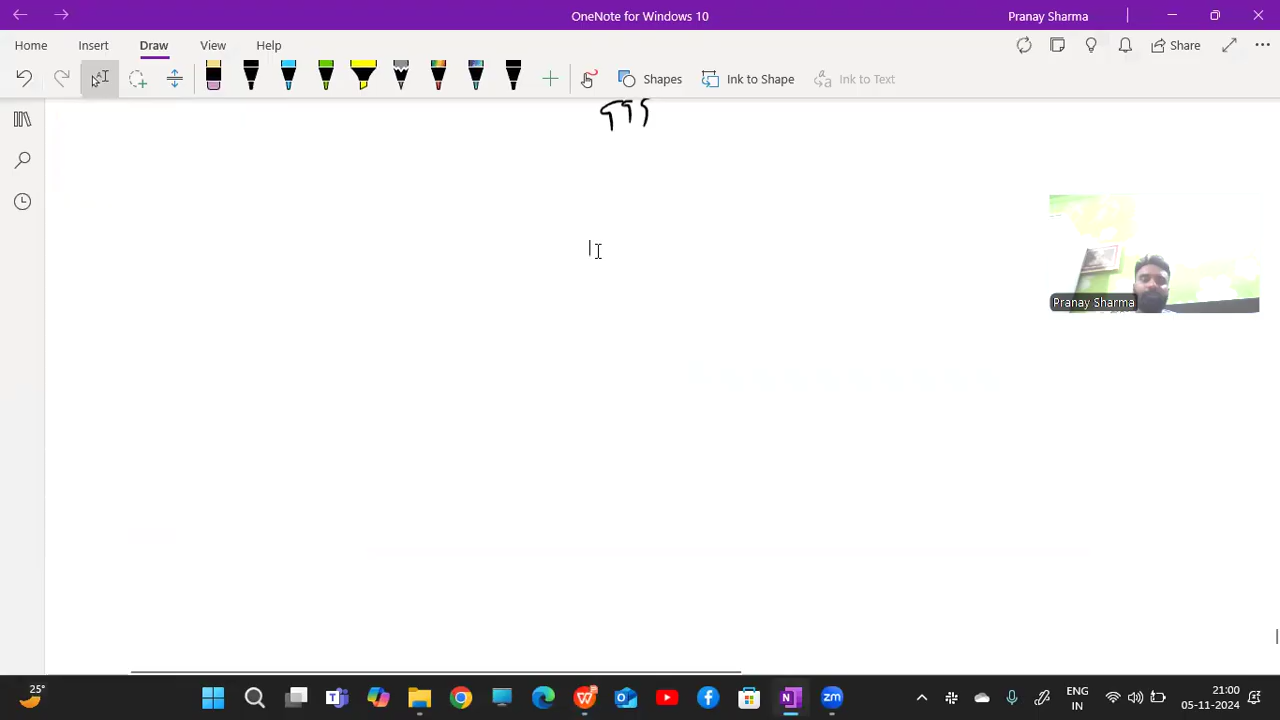 OneNote for Windows 10
Pranay Sharma
Home Insert Draw View Help
Share
Shapes
Ink to Shape
Ink to Text
Pranay Sharma
25°
ENG
IN
21:00
05-11-2024